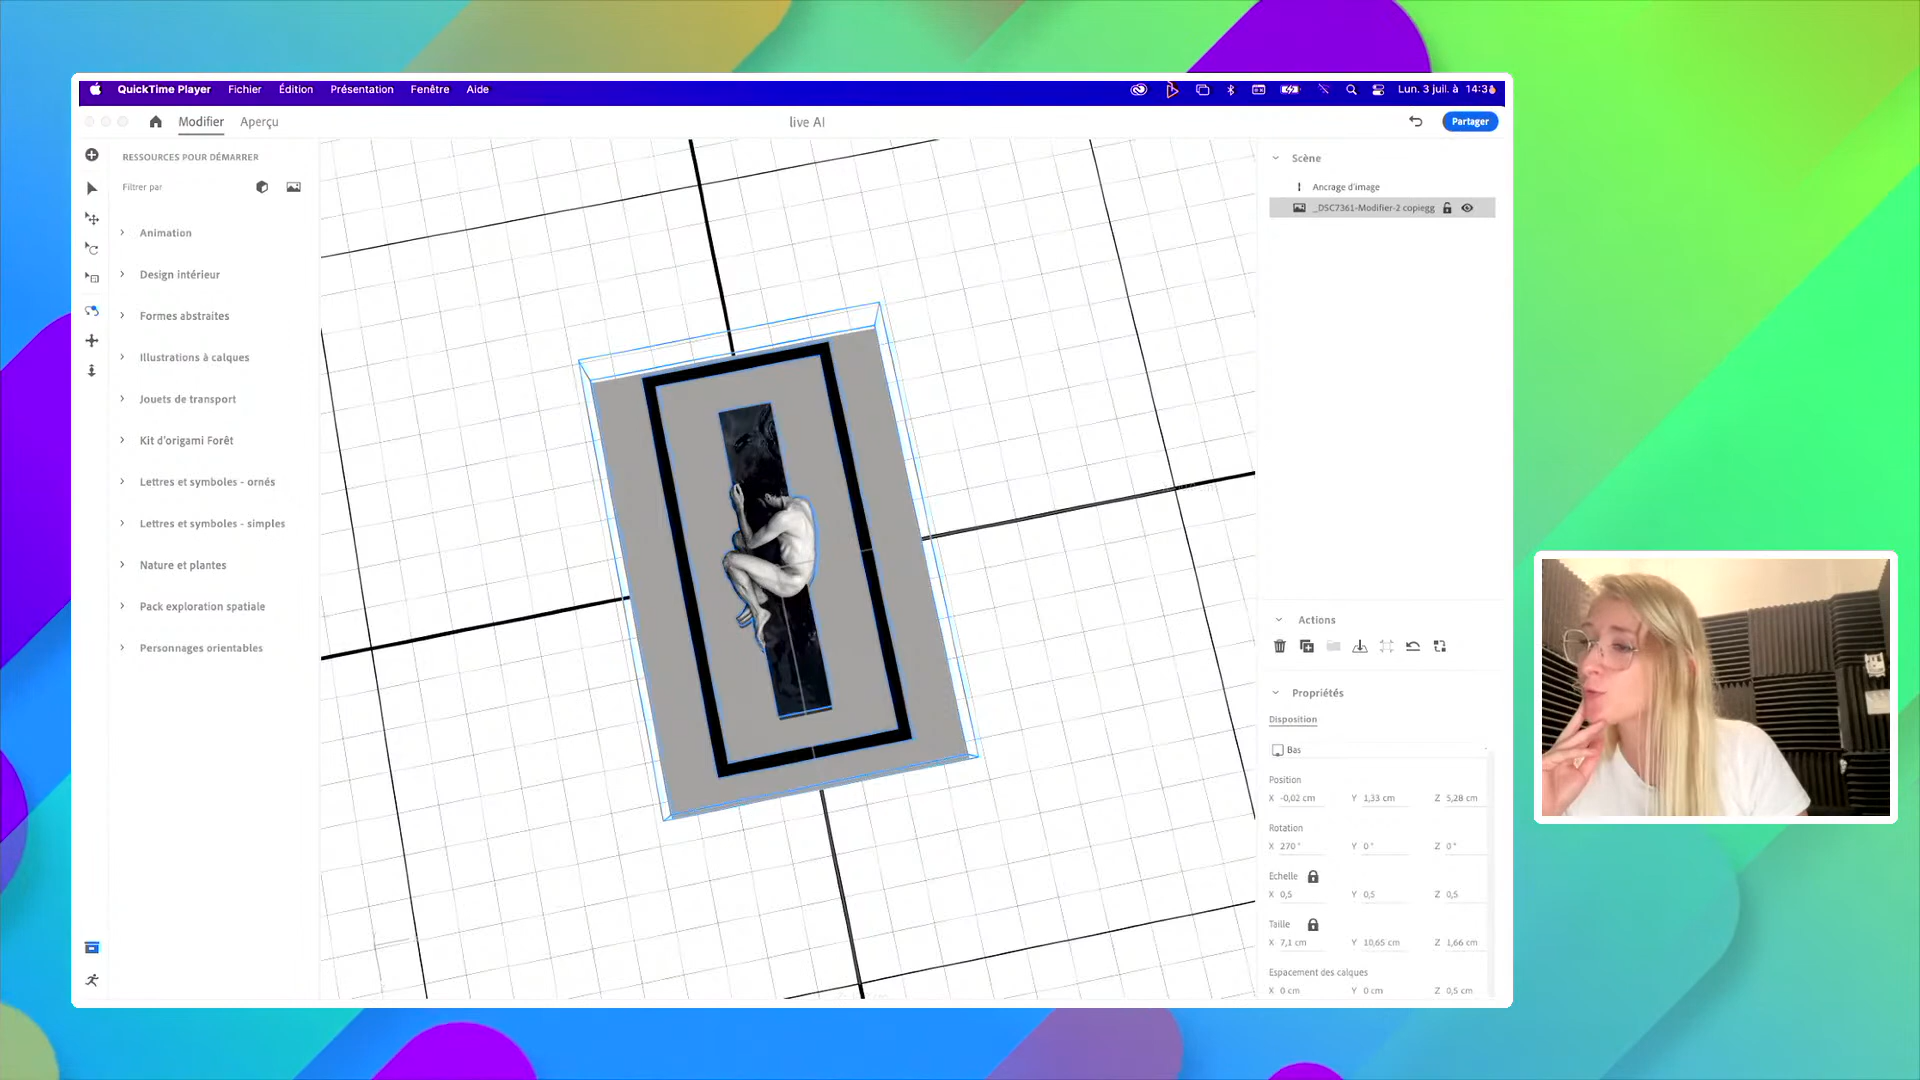 QuickTime Player Fichier Édition Présentation Fenêtre Aide Lun. 3 juil. à 14:3
Modifier Aperçu live AI Partager
RESSOURCES POUR DÉMARRER
Filtrer par
Animation
Design intérieur
Formes abstraites
Illustrations à calques
Jouets de transport
Kit d'origami Forêt
Lettres et symboles - ornés
Lettres et symboles - simples
Nature et plantes
Pack exploration spatiale
Personnages orientables
Scène
Ancrage d'image
_DSC7361-Modifier-2 copiegg
Actions
Propriétés
Disposition
Bas
Position
X -0,02 cm Y 1,33 cm Z 5,28 cm
Rotation
X 270° Y 0° Z 0°
Echelle
X 0,5 Y 0,5 Z 0,5
Taille
X 7,1 cm Y 10,65 cm Z 1,66 cm
Espacement des calques
X 0 cm Y 0 cm Z 0,5 cm